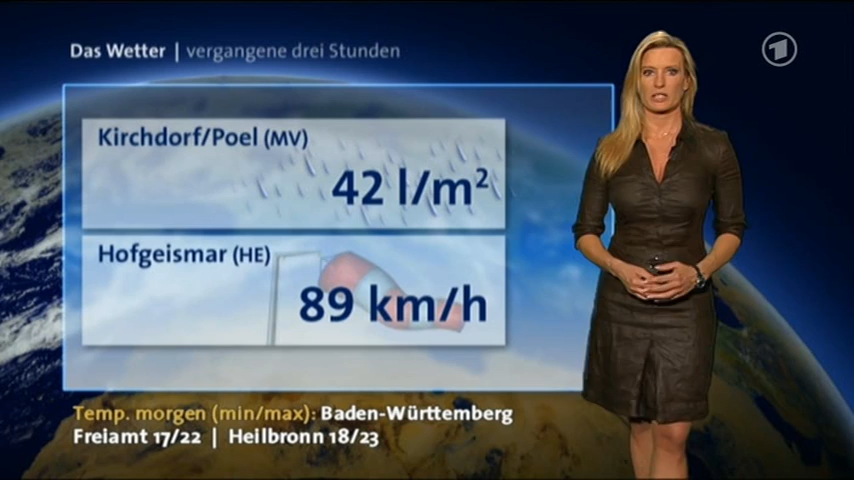 Das Wetter | vergangene drei Stunden
1
Kirchdorf/Poel (MV)
42 l/m²
Hofgeismar (HE)
89 km/h
Temp. morgen (min/max): Baden-Württemberg
Freiamt 17/22 | Heilbronn 18/23